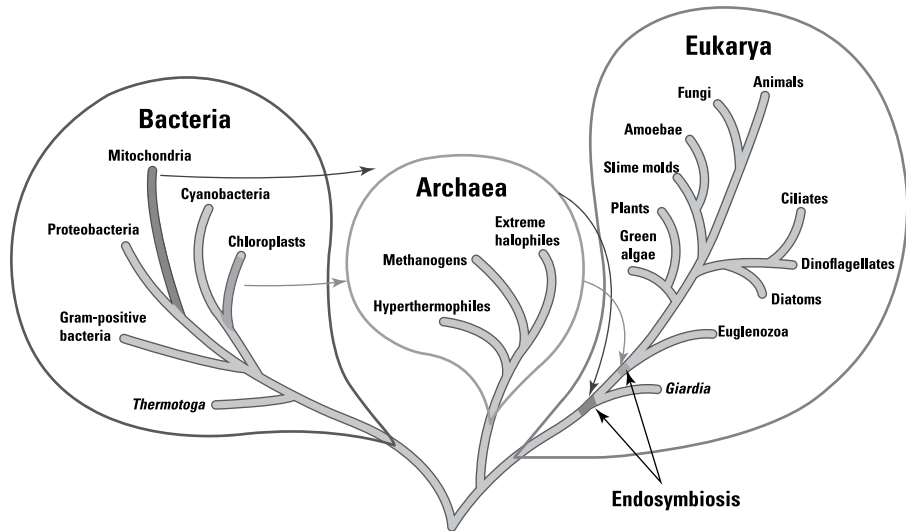 Bacteria
Mitochondria
Cyanobacteria
Proteobacteria
Chloroplasts
Gram-positive
bacteria
Thermotoga
Archaea
Extreme
halophiles
Methanogens
Hyperthermophiles
Eukarya
Animals
Fungi
Amoebae
Slime molds
Plants
Green
algae
Ciliates
Dinoflagellates
Diatoms
Euglenozoa
Giardia
Endosymbiosis